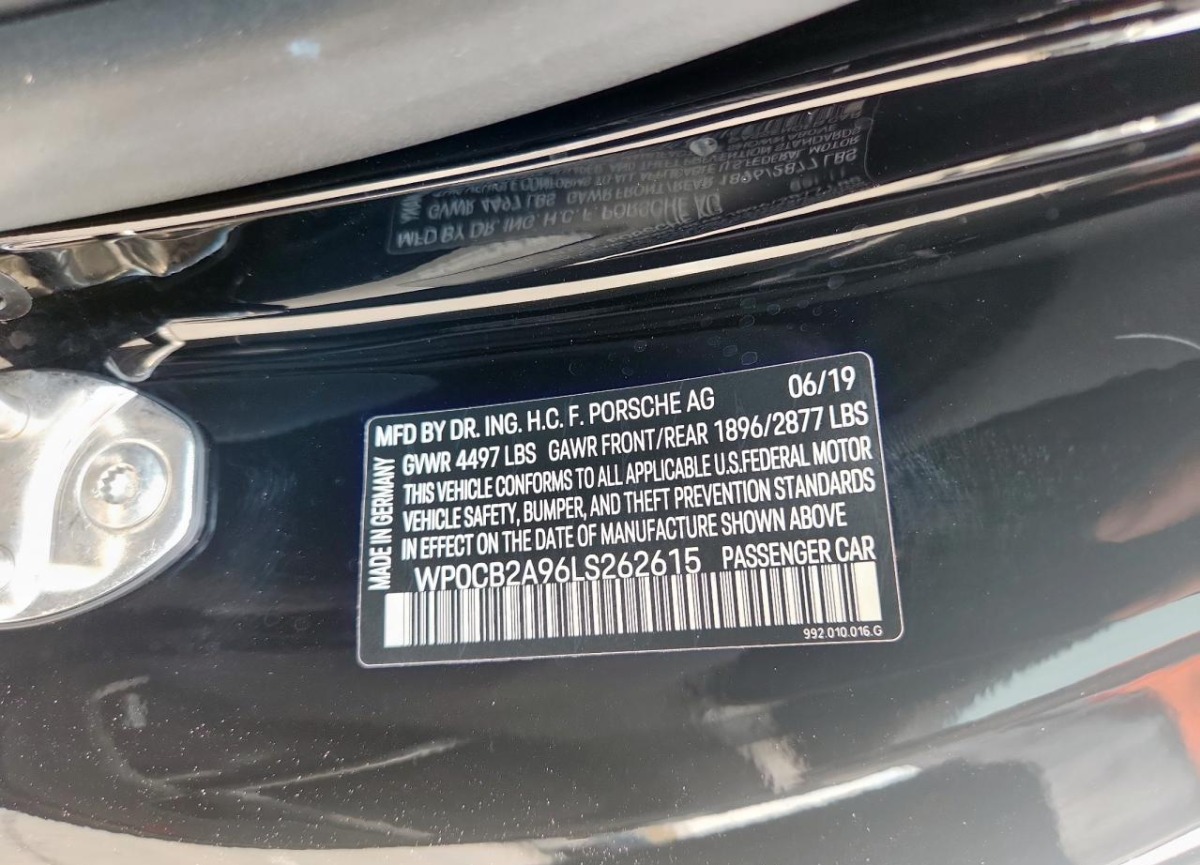 MFD BY DR. ING. H.C. F. PORSCHE AG 06/19
GVWR 4497 LBS GAWR FRONT/REAR 1896/2877 LBS
THIS VEHICLE CONFORMS TO ALL APPLICABLE U.S.FEDERAL MOTOR
VEHICLE SAFETY, BUMPER, AND THEFT PREVENTION STANDARDS
IN EFFECT ON THE DATE OF MANUFACTURE SHOWN ABOVE
WP0CB2A96LS262615 PASSENGER CAR
MADE IN GERMANY
992.010.016.G